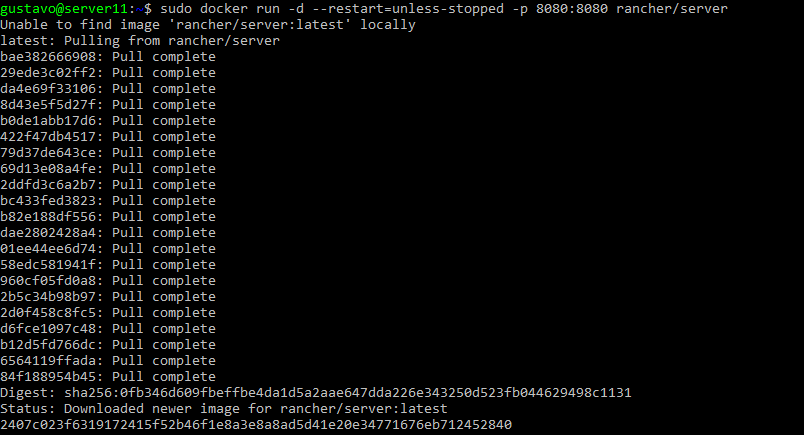 gustavo@server11:~$ sudo docker run -d --restart=unless-stopped -p 8080:8080 rancher/server
Unable to find image 'rancher/server:latest' locally
latest: Pulling from rancher/server
bae382666908: Pull complete
29ede3c02ff2: Pull complete
da4e69f33106: Pull complete
8d43e5f5d27f: Pull complete
b0de1abb17d6: Pull complete
422f47db4517: Pull complete
79d37de643ce: Pull complete
69d13e08a4fe: Pull complete
2ddfd3c6a2b7: Pull complete
bc433fed3823: Pull complete
b82e188df556: Pull complete
dae2802428a4: Pull complete
01ee44ee6d74: Pull complete
58edc581941f: Pull complete
960cf05fd0a8: Pull complete
2b5c34b98b97: Pull complete
2d0f458c8fc5: Pull complete
d6fce1097c48: Pull complete
b12d5fd766dc: Pull complete
6564119ffada: Pull complete
84f188954b45: Pull complete
Digest: sha256:0fb346d609fbeffbe4da1d5a2aae647dda226e343250d523fb044629498c1131
Status: Downloaded newer image for rancher/server:latest
2407c023f6319172415f52b46f1e8a3e8a8ad5d41e20e34771676eb712452840